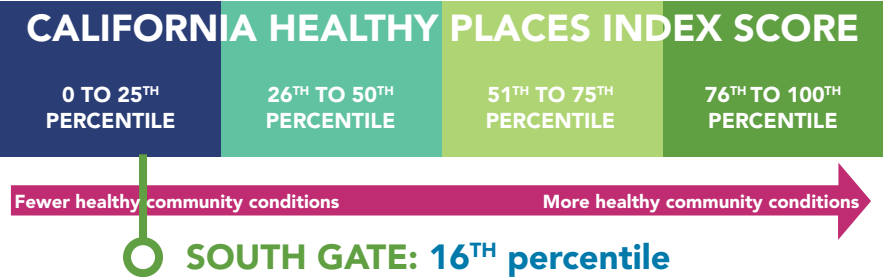 CALIFORNIA HEALTHY PLACES INDEX SCORE
0 TO 25TH PERCENTILE
26TH TO 50TH PERCENTILE
51TH TO 75TH PERCENTILE
76TH TO 100TH PERCENTILE
Fewer healthy community conditions
More healthy community conditions
SOUTH GATE: 16TH percentile